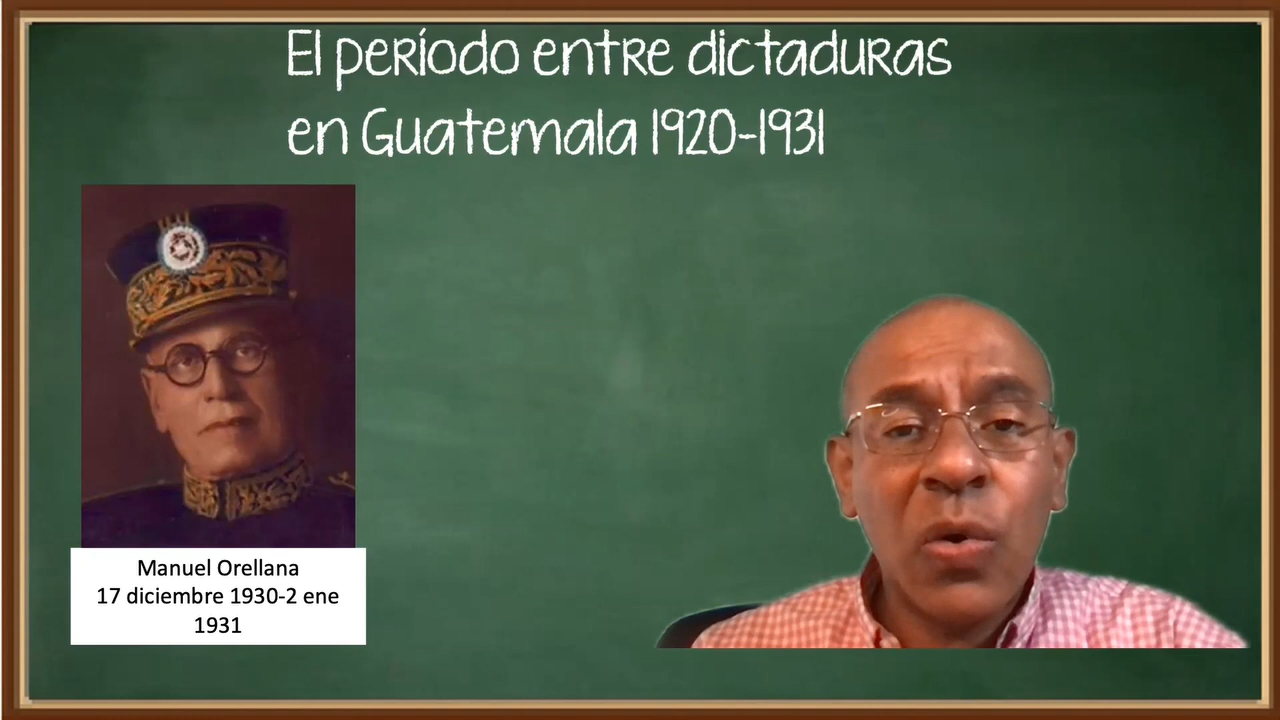 El período entre dictaduras
en Guatemala 1920-1931
Manuel Orellana
17 diciembre 1930-2 ene
1931